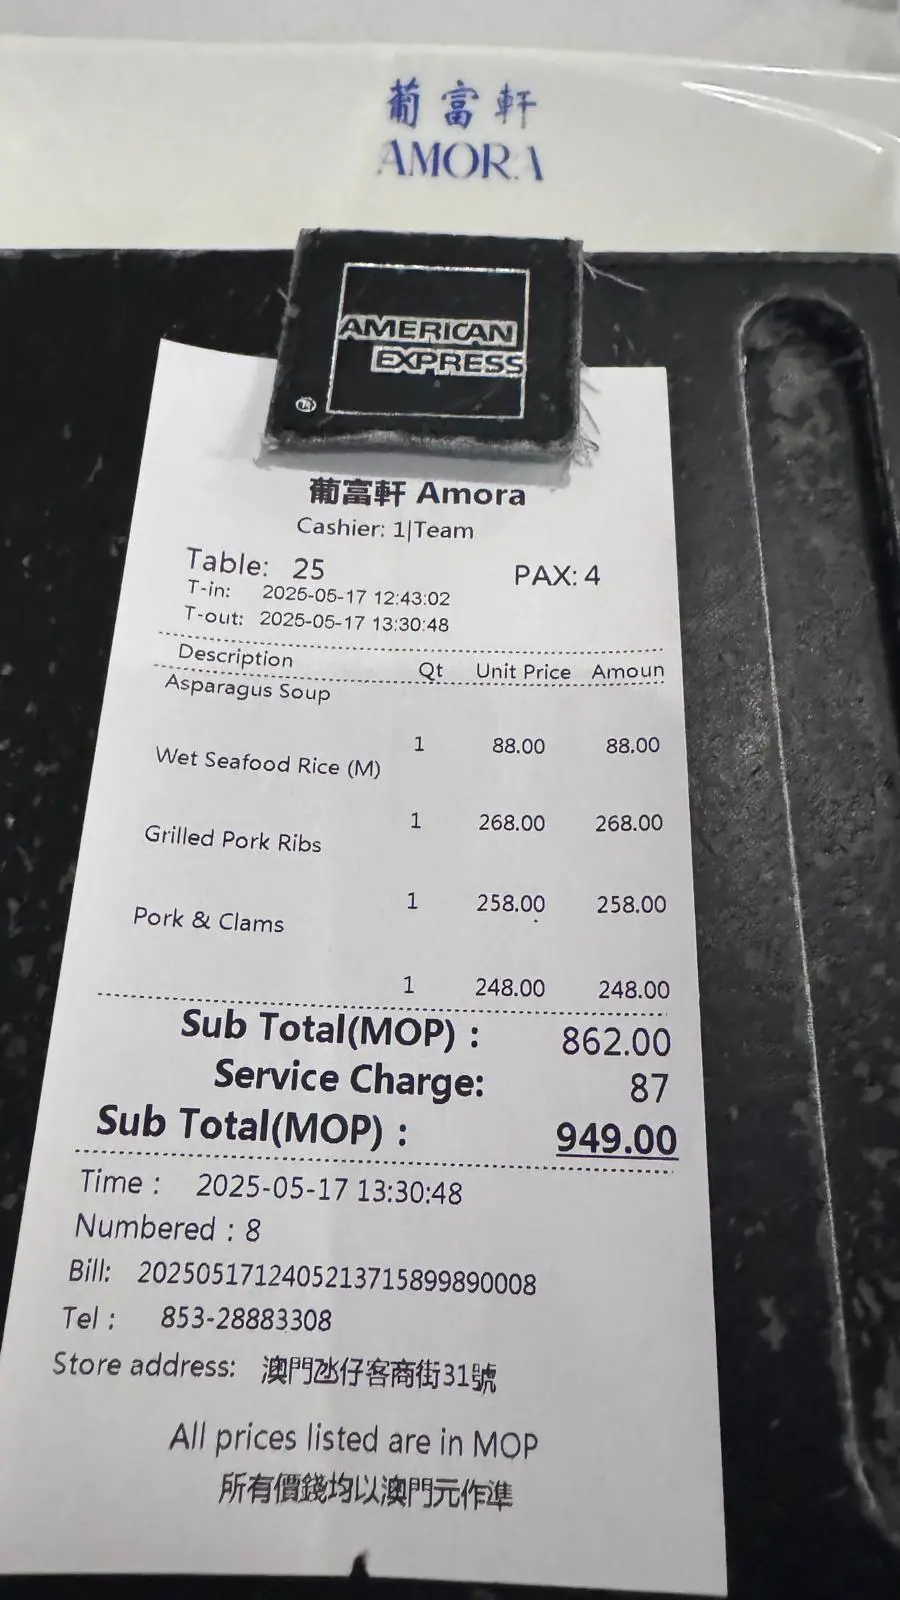 葡富軒
AMORA
AMERICAN
EXPRESS
®
葡富軒 Amora
Cashier: 1|Team
Table: 25 PAX: 4
T-in: 2025-05-17 12:43:02
T-out: 2025-05-17 13:30:48
Description Qt Unit Price Amoun
Asparagus Soup
1 88.00 88.00
Wet Seafood Rice (M)
1 268.00 268.00
Grilled Pork Ribs
1 258.00 258.00
Pork & Clams
1 248.00 248.00
Sub Total(MOP) : 862.00
Service Charge: 87
Sub Total(MOP) : 949.00
Time : 2025-05-17 13:30:48
Numbered : 8
Bill: 2025051712405213715899890008
Tel : 853-28883308
Store address: 澳門氹仔客商街31號
All prices listed are in MOP
所有價錢均以澳門元作準